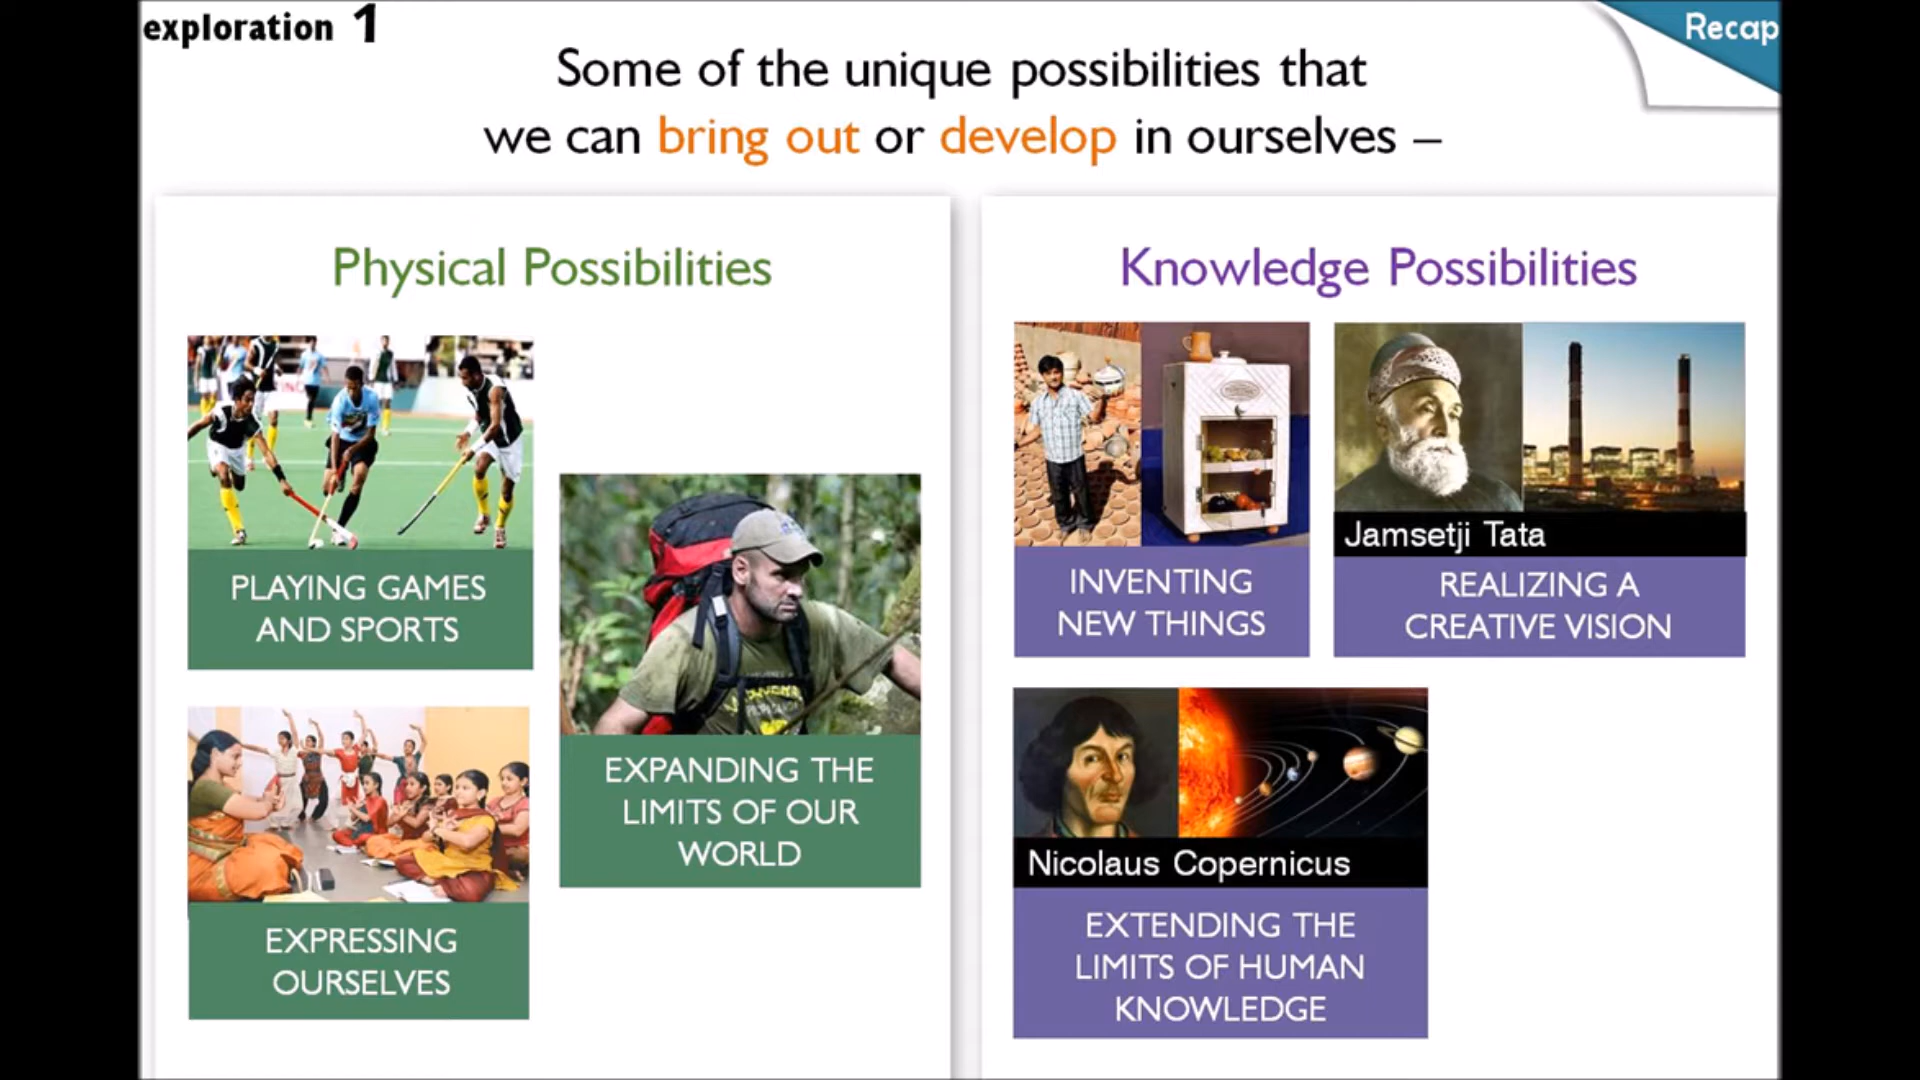 exploration 1
Recap
Some of the unique possibilities that
we can bring out or develop in ourselves –
Physical Possibilities
PLAYING GAMES
AND SPORTS
EXPANDING THE
LIMITS OF OUR
WORLD
EXPRESSING
OURSELVES
Knowledge Possibilities
INVENTING
NEW THINGS
Jamsetji Tata
REALIZING A
CREATIVE VISION
Nicolaus Copernicus
EXTENDING THE
LIMITS OF HUMAN
KNOWLEDGE